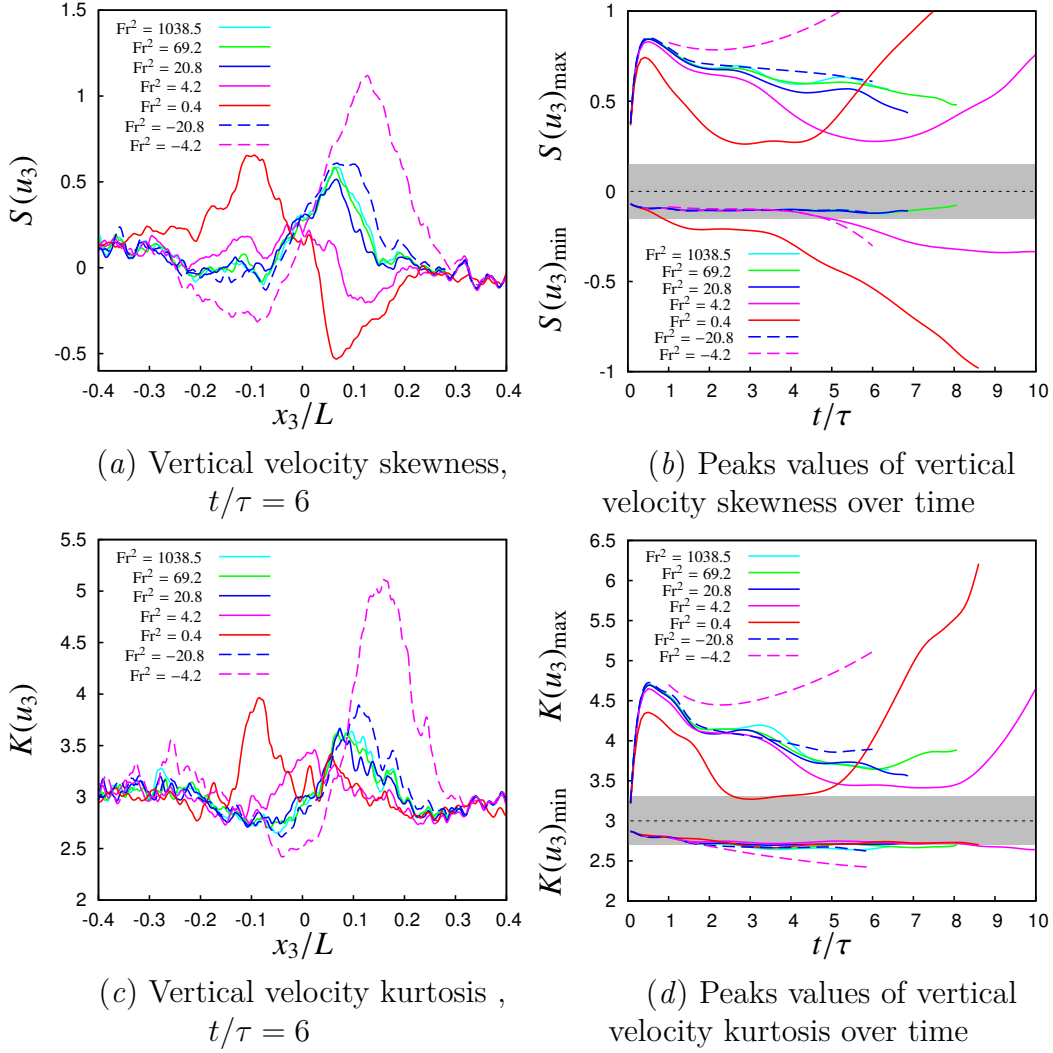 1.5
1
0.5
0
-0.5
S(u₃)
Fr² = 1038.5
Fr² = 69.2
Fr² = 20.8
Fr² = 4.2
Fr² = 0.4
Fr² = −20.8
Fr² = −4.2
-0.4 -0.3 -0.2 -0.1 0 0.1 0.2 0.3 0.4
x₃/L
(a) Vertical velocity skewness,
t/τ = 6
1
0.5
0
-0.5
-1
S(u₃)min S(u₃)max
Fr² = 1038.5
Fr² = 69.2
Fr² = 20.8
Fr² = 4.2
Fr² = 0.4
Fr² = −20.8
Fr² = −4.2
0 1 2 3 4 5 6 7 8 9 10
t/τ
(b) Peaks values of vertical
velocity skewness over time
5.5
5
4.5
4
3.5
3
2.5
2
K(u₃)
Fr² = 1038.5
Fr² = 69.2
Fr² = 20.8
Fr² = 4.2
Fr² = 0.4
Fr² = −20.8
Fr² = −4.2
-0.4 -0.3 -0.2 -0.1 0 0.1 0.2 0.3 0.4
x₃/L
(c) Vertical velocity kurtosis ,
t/τ = 6
6.5
6
5.5
5
4.5
4
3.5
3
2.5
2
K(u₃)min K(u₃)max
Fr² = 1038.5
Fr² = 69.2
Fr² = 20.8
Fr² = 4.2
Fr² = 0.4
Fr² = −20.8
Fr² = −4.2
0 1 2 3 4 5 6 7 8 9 10
t/τ
(d) Peaks values of vertical
velocity kurtosis over time